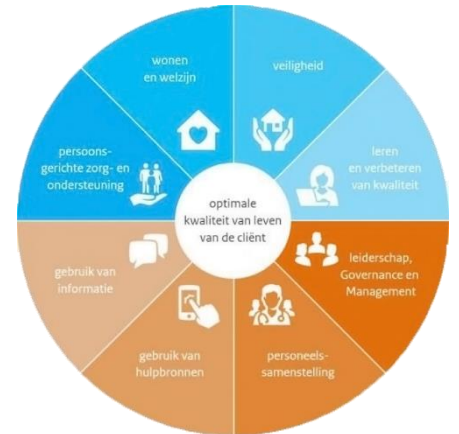 wonen
en welzijn
veiligheid
leren
en verbeteren
van kwaliteit
leiderschap,
Governance en
Management
personeels-
samenstelling
gebruik van
hulpbronnen
gebruik van
informatie
persoons-
gerichte zorg- en
ondersteuning
optimale
kwaliteit van leven
van de cliënt